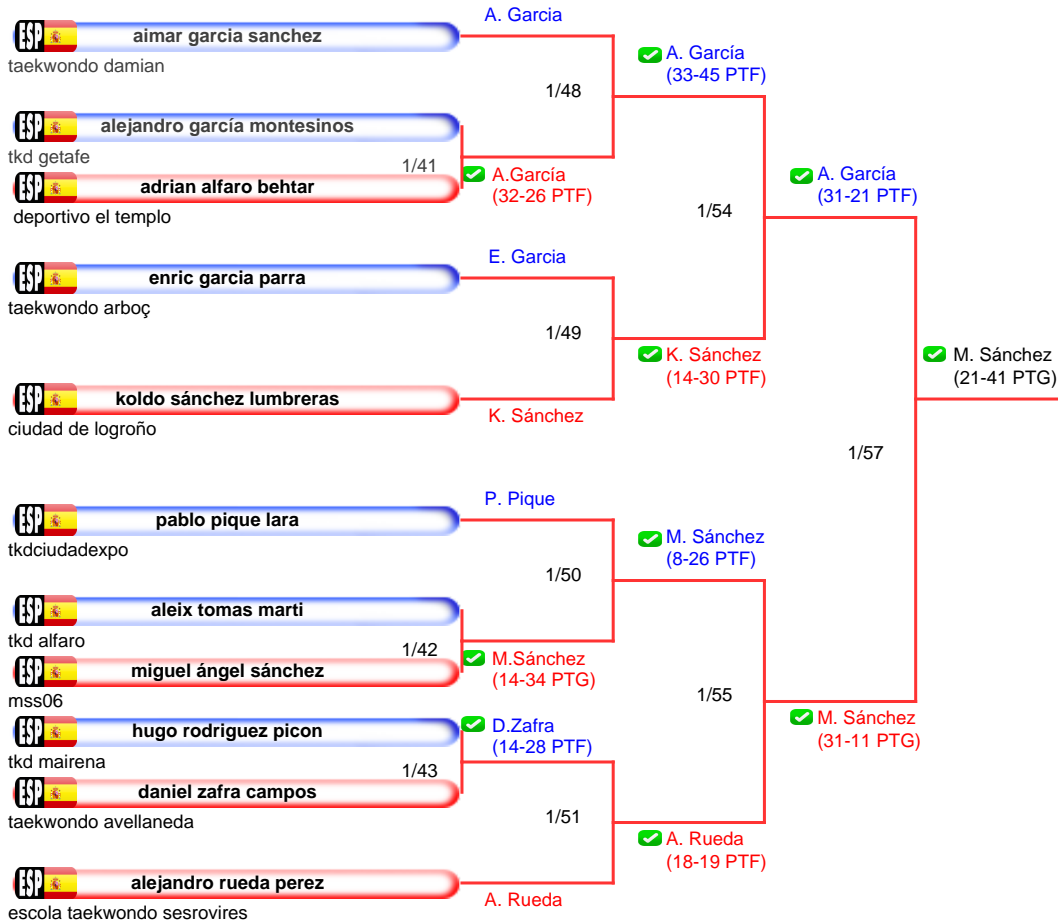 A. Garcia
ESP aimar garcia sanchez
taekwondo damian
A. García
(33-45 PTF)
1/48
ESP alejandro garcía montesinos
tkd getafe
1/41
A.García
(32-26 PTF)
ESP adrian alfaro behtar
deportivo el templo
A. García
(31-21 PTF)
1/54
E. Garcia
ESP enric garcia parra
taekwondo arboç
1/49
K. Sánchez
(14-30 PTF)
M. Sánchez
(21-41 PTG)
ESP koldo sánchez lumbreras
ciudad de logroño
K. Sánchez
1/57
P. Pique
ESP pablo pique lara
tkdciudadexpo
M. Sánchez
(8-26 PTF)
1/50
ESP aleix tomas marti
tkd alfaro
1/42
M.Sánchez
(14-34 PTG)
ESP miguel ángel sánchez
mss06
1/55
M. Sánchez
(31-11 PTG)
ESP hugo rodriguez picon
tkd mairena
D.Zafra
(14-28 PTF)
1/43
ESP daniel zafra campos
taekwondo avellaneda
1/51
A. Rueda
(18-19 PTF)
ESP alejandro rueda perez
escola taekwondo sesrovires
A. Rueda